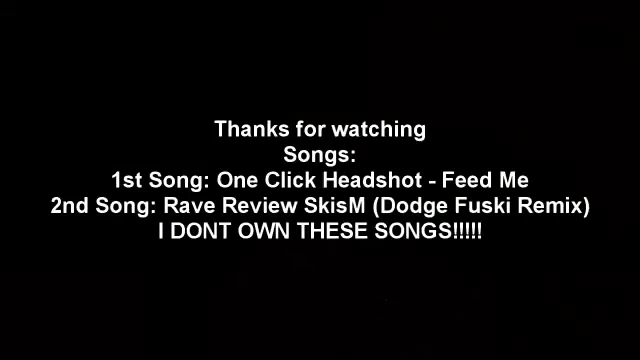 Thanks for watching
Songs:
1st Song: One Click Headshot - Feed Me
2nd Song: Rave Review SkisM (Dodge Fuski Remix)
I DONT OWN THESE SONGS!!!!!